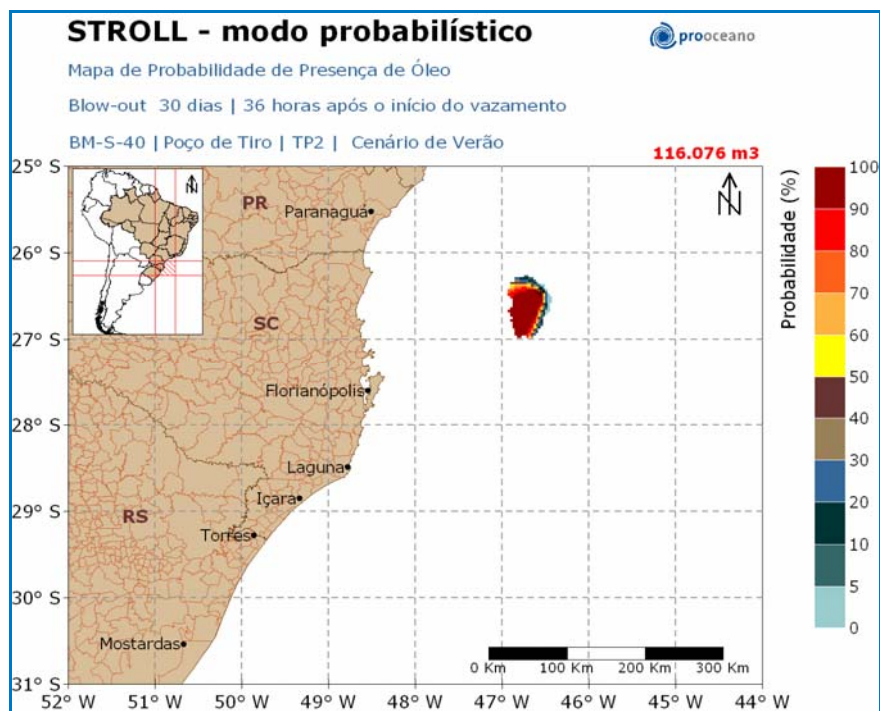 STROLL - modo probabilístico
prooceano
Mapa de Probabilidade de Presença de Óleo
Blow-out 30 dias | 36 horas após o início do vazamento
BM-S-40 | Poço de Tiro | TP2 | Cenário de Verão
116.076 m3
25° S
26° S
27° S
28° S
29° S
30° S
31° S
N
PR
Paranaguá
SC
Florianópolis
Laguna
Içara
RS
Torres
Mostardas
N
0 Km 100 Km 200 Km 300 Km
52° W 51° W 50° W 49° W 48° W 47° W 46° W 45° W 44° W
Probabilidade (%)
100
90
80
70
60
50
40
30
20
10
5
0